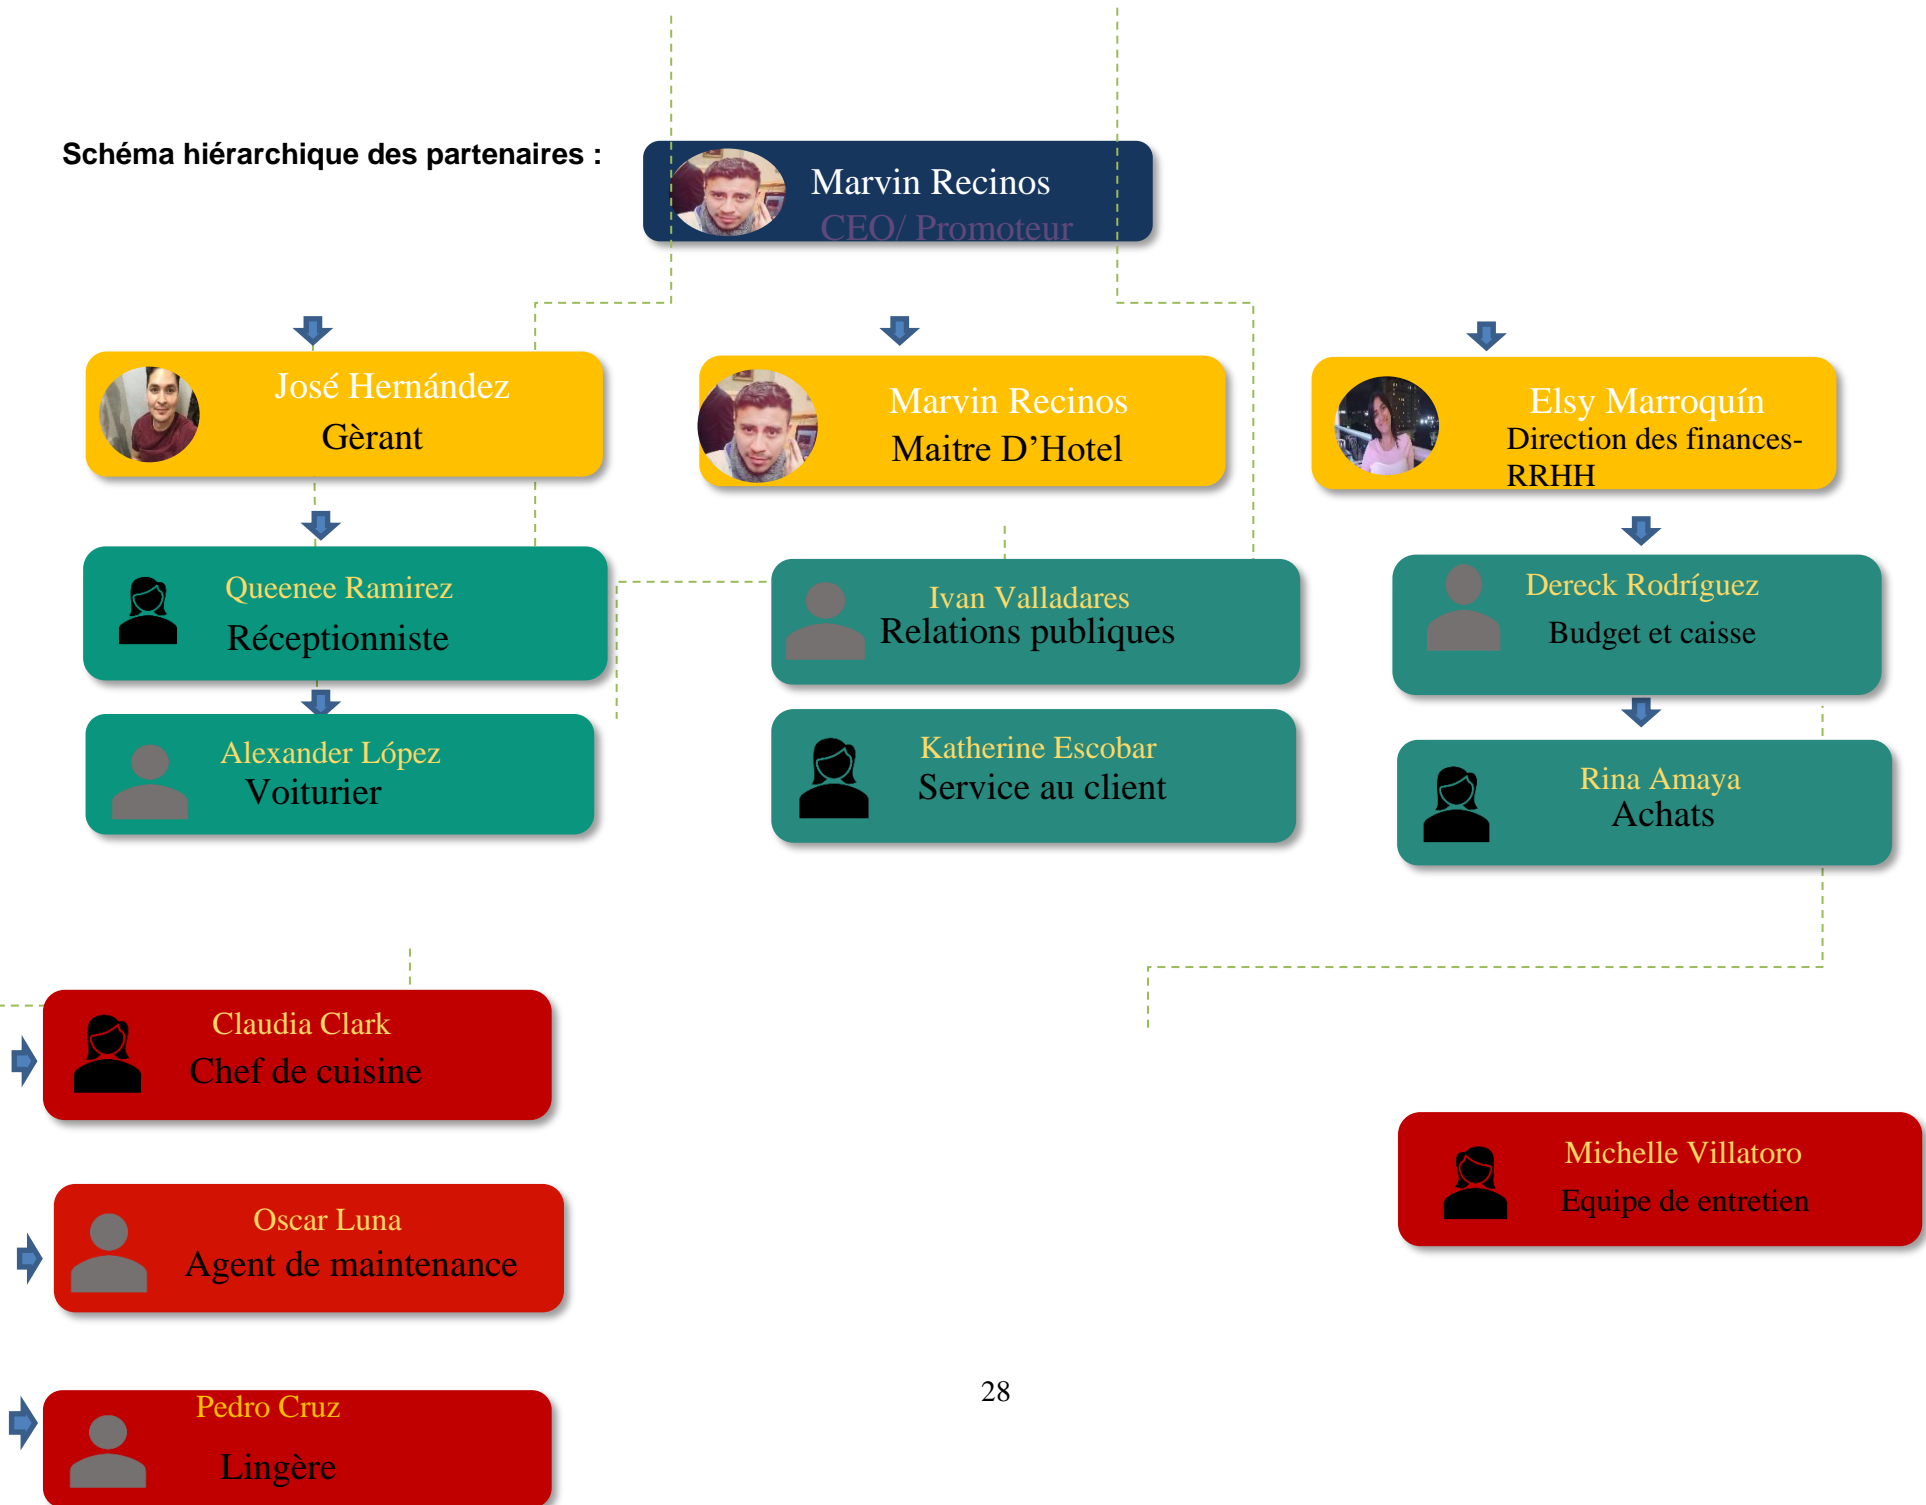 Schéma hiérarchique des partenaires :
Marvin Recinos
CEO/ Promoteur
José Hernández
Gèrant
Marvin Recinos
Maitre D’Hotel
Elsy Marroquín
Direction des finances-
RRHH
Queenee Ramirez
Réceptionniste
Ivan Valladares
Relations publiques
Dereck Rodríguez
Budget et caisse
Alexander López
Voiturier
Katherine Escobar
Service au client
Rina Amaya
Achats
Claudia Clark
Chef de cuisine
Michelle Villatoro
Equipe de entretien
Oscar Luna
Agent de maintenance
Pedro Cruz
Lingère
28